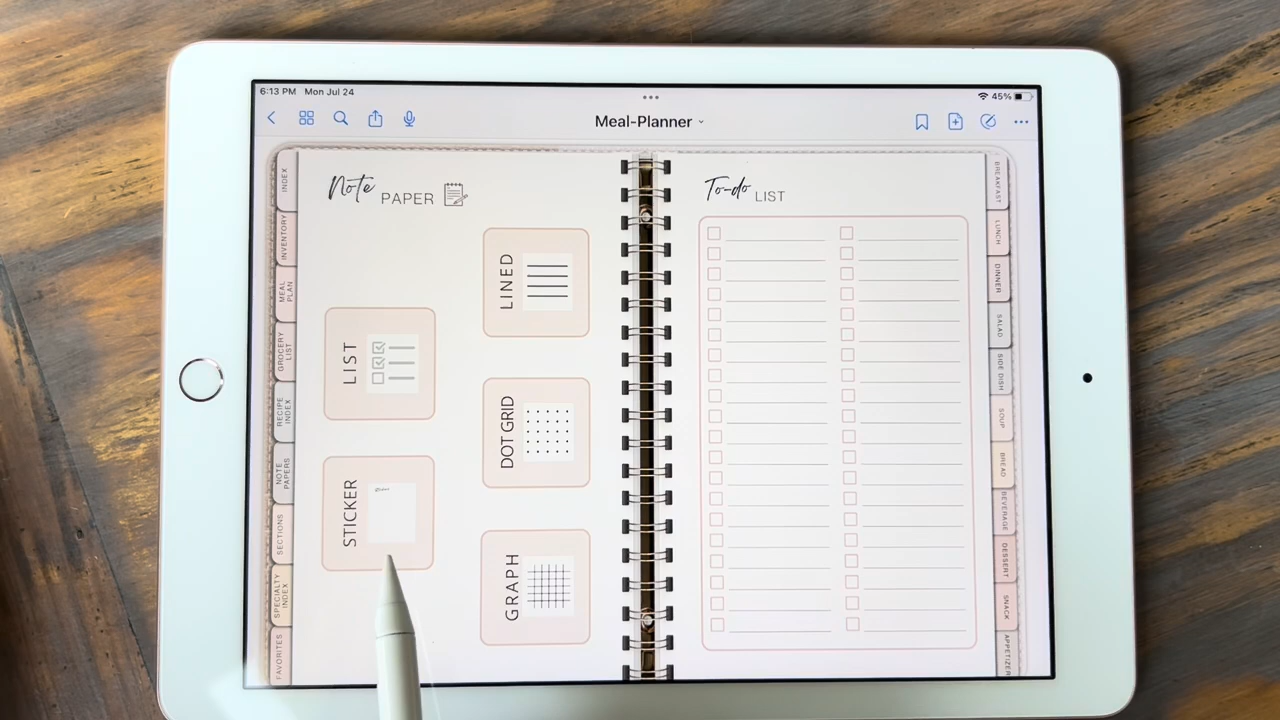 6:13 PM Mon Jul 24
45%
Meal-Planner
Note PAPER
LINED
LIST
DOT GRID
STICKER
GRAPH
To-do LIST
INDEX
INVENTORY
MEAL
PLAN
GROCERY
LIST
RECIPE
INDEX
NOTE
PAPERS
SECTIONS
SPECIALTY
INDEX
FAVORITES
BREAKFAST
LUNCH
DINNER
SALAD
SIDE DISH
SOUP
BREAD
BEVERAGE
DESSERT
SNACK
APPETIZER